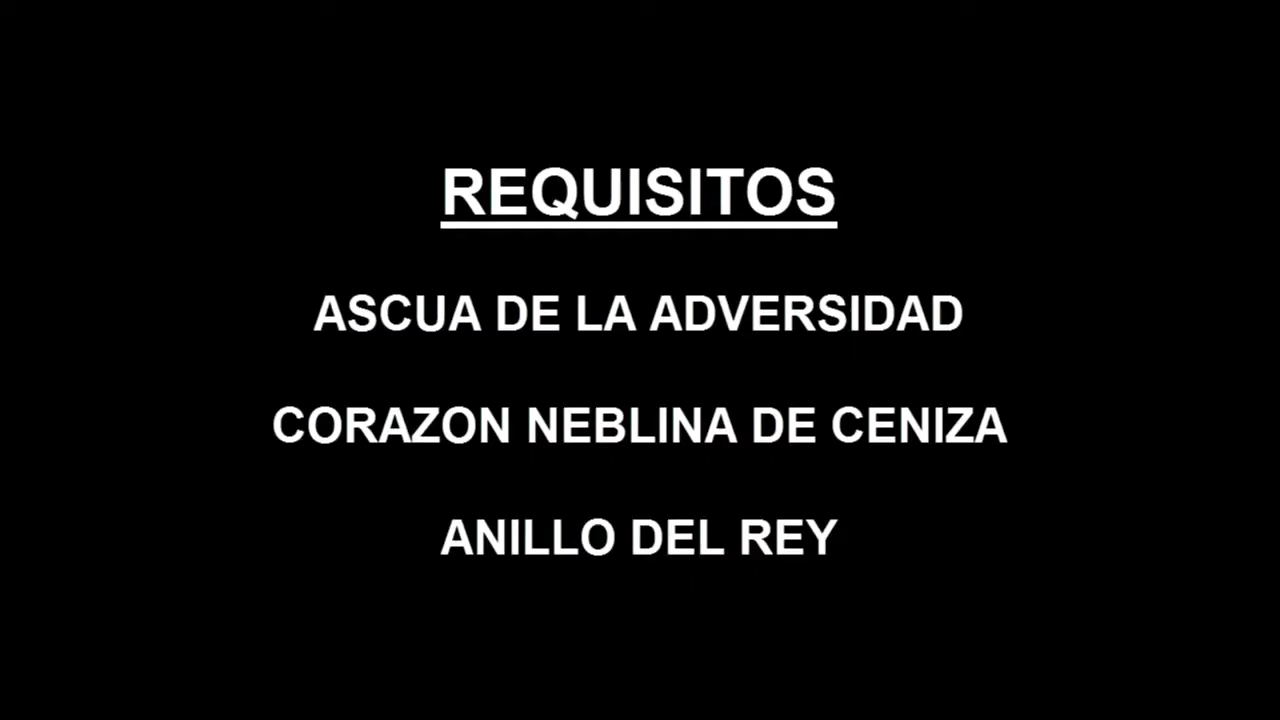 REQUISITOS
ASCUA DE LA ADVERSIDAD
CORAZON NEBLINA DE CENIZA
ANILLO DEL REY